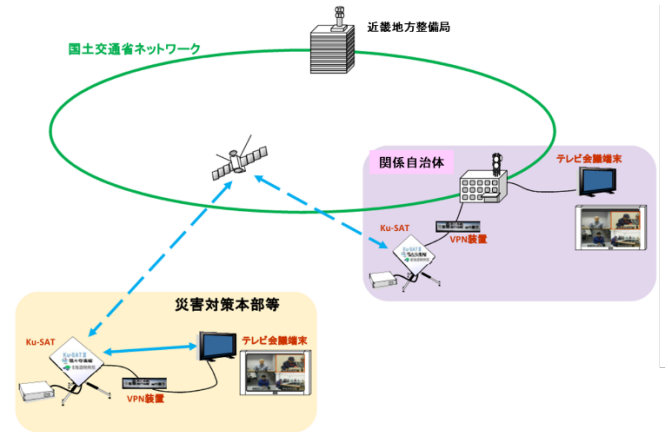 近畿地方整備局
国土交通省ネットワーク
関係自治体
テレビ会議端末
Ku-SAT
VPN装置
災害対策本部等
Ku-SAT
Ku-SATⅡ
テレビ会議端末
VPN装置